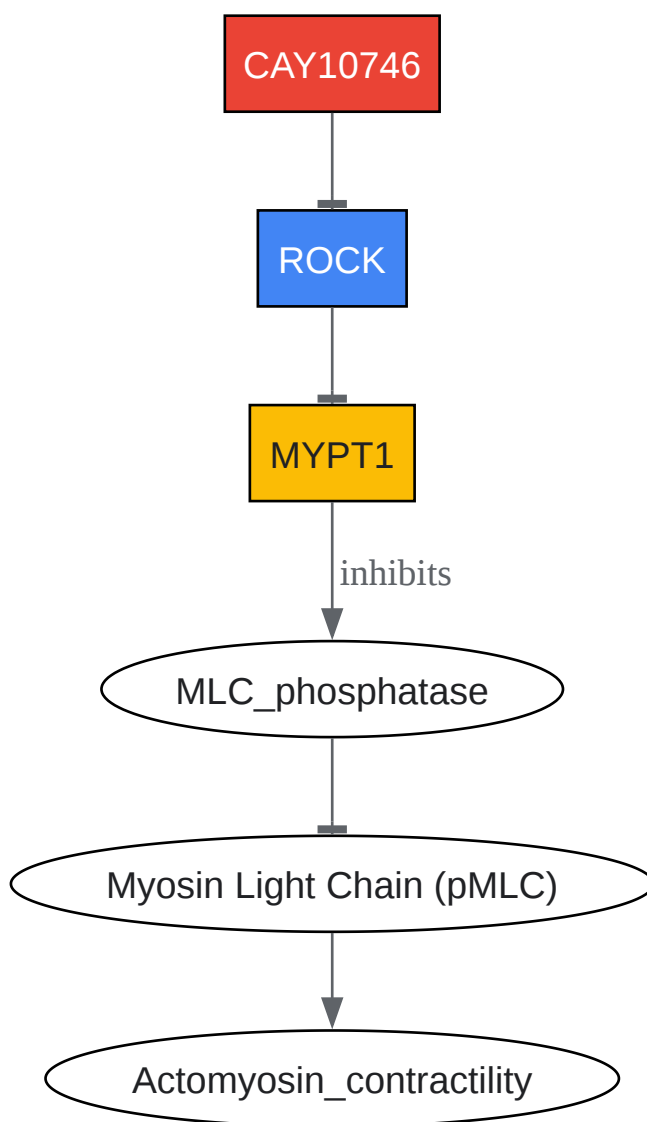 CAY10746
ROCK
MYPT1
inhibits
MLC_phosphatase
Myosin Light Chain (pMLC)
Actomyosin_contractility